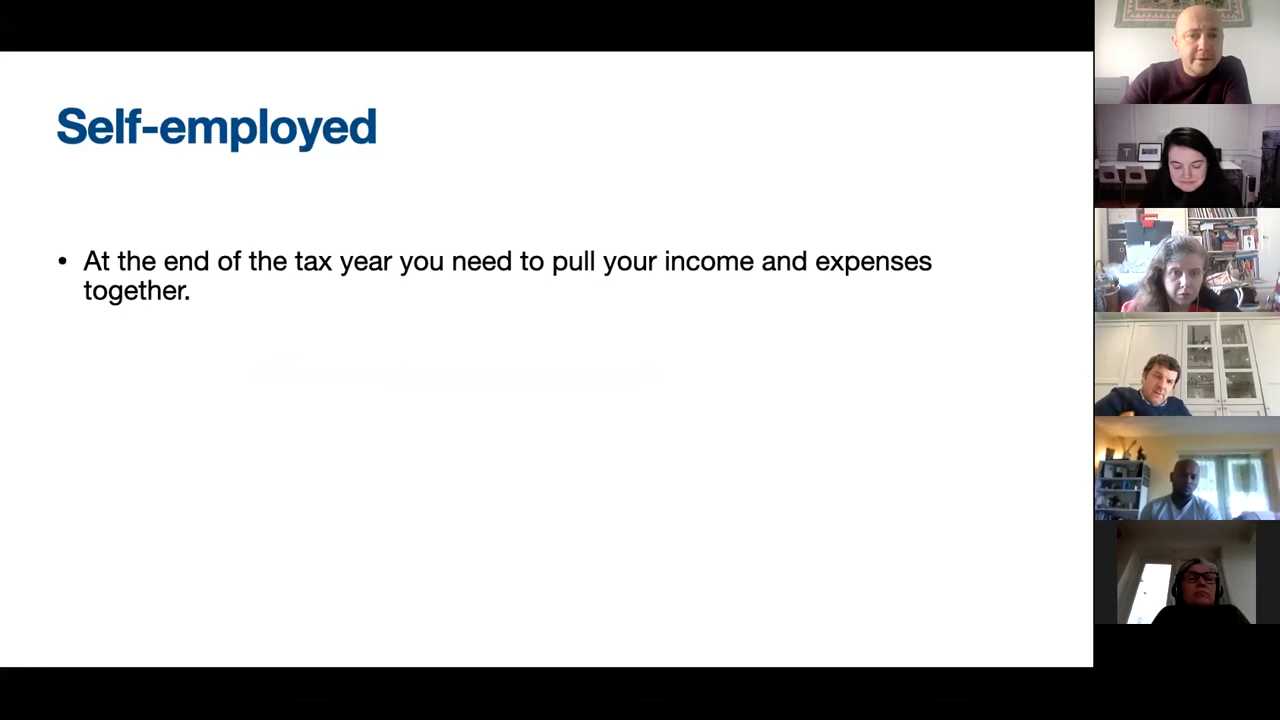 Self-employed
• At the end of the tax year you need to pull your income and expenses
together.